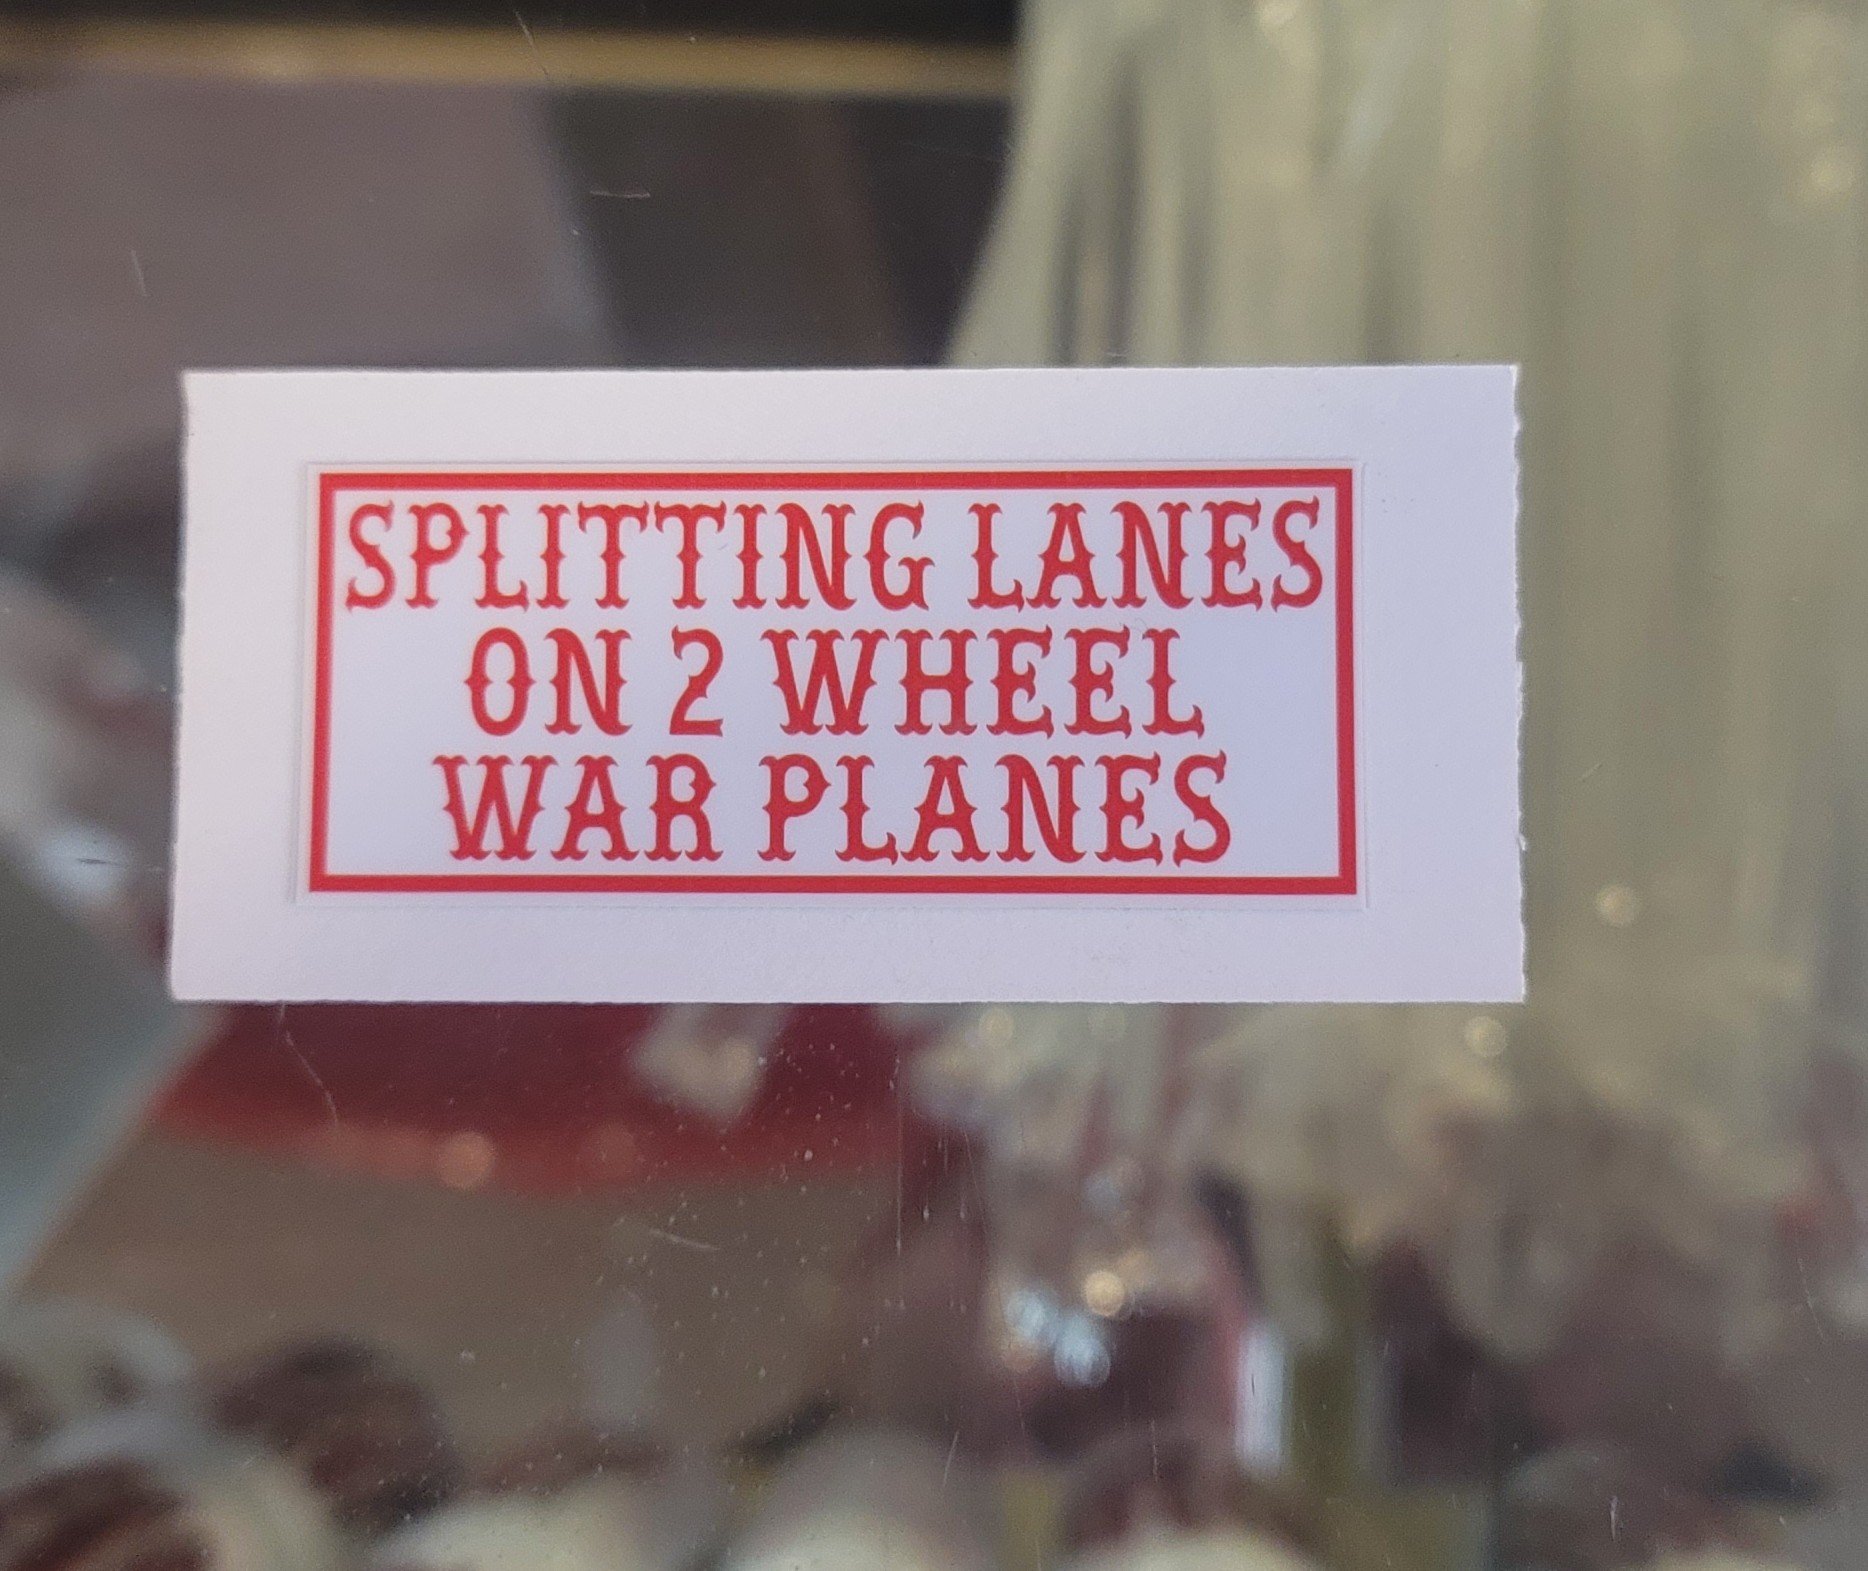 SPLITTING LANES
ON 2 WHEEL
WAR PLANES